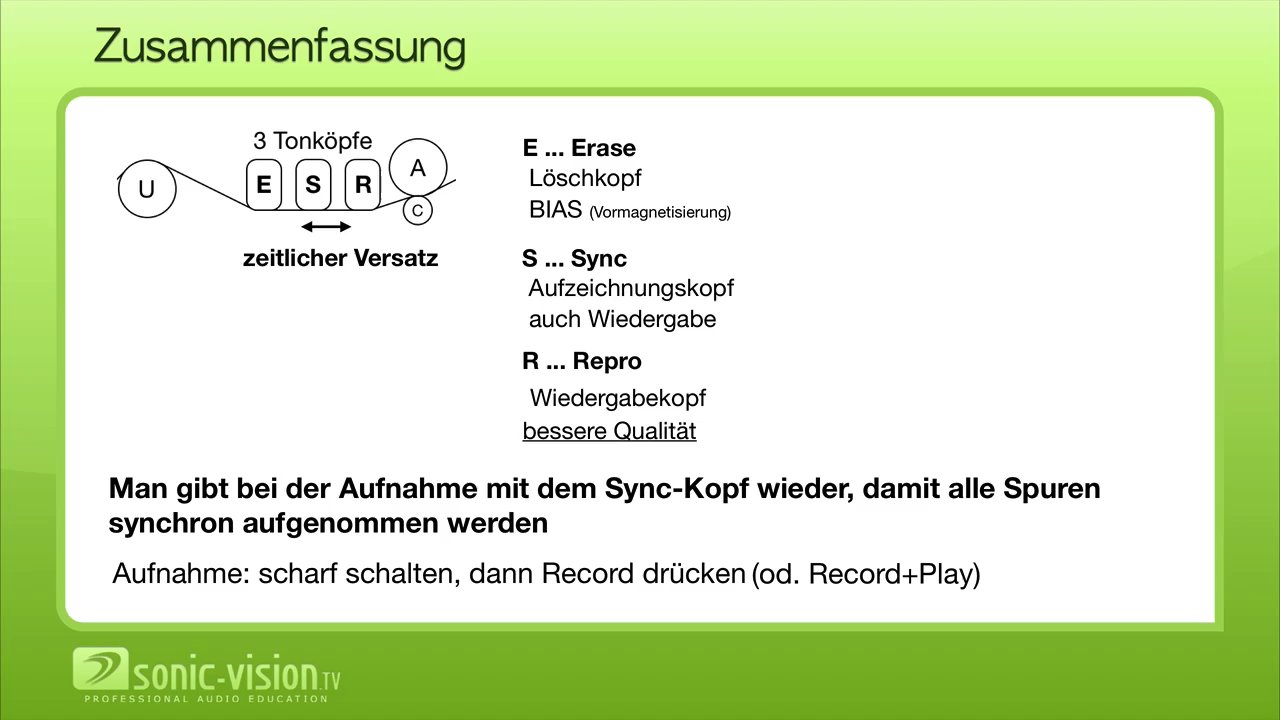 Zusammenfassung
3 Tonköpfe
U
E S R
A
C
zeitlicher Versatz
E ... Erase
Löschkopf
BIAS (Vormagnetisierung)
S ... Sync
Aufzeichnungskopf
auch Wiedergabe
R ... Repro
Wiedergabekopf
bessere Qualität
Man gibt bei der Aufnahme mit dem Sync-Kopf wieder, damit alle Spuren
synchron aufgenommen werden
Aufnahme: scharf schalten, dann Record drücken (od. Record+Play)
sonic-vision.TV
PROFESSIONAL AUDIO EDUCATION